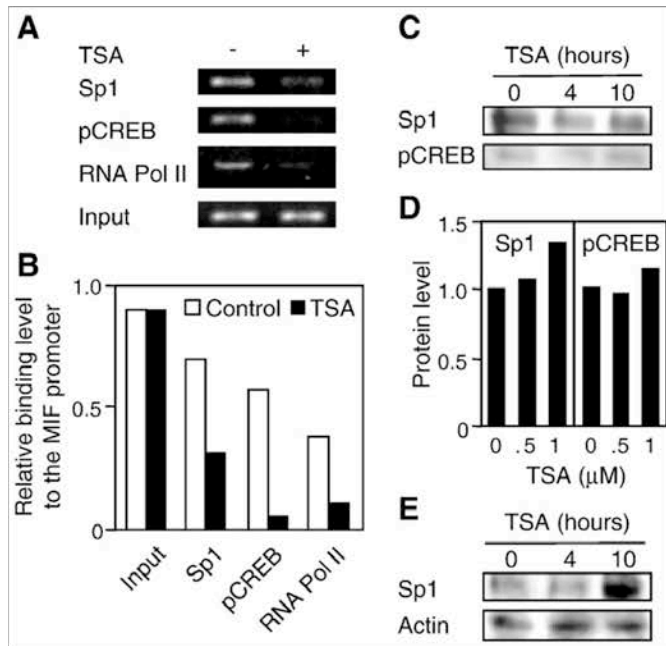 A
TSA - +
Sp1
pCREB
RNA Pol II
Input
B
Relative binding level
to the MIF promoter
1.0
0.5
0
Control TSA
Input
Sp1
pCREB
RNA Pol II
C
TSA (hours)
0 4 10
Sp1
pCREB
D
Protein level
1.5
1.0
0.5
0
Sp1 pCREB
0 .5 1 0 .5 1
TSA (μM)
E
TSA (hours)
0 4 10
Sp1
Actin